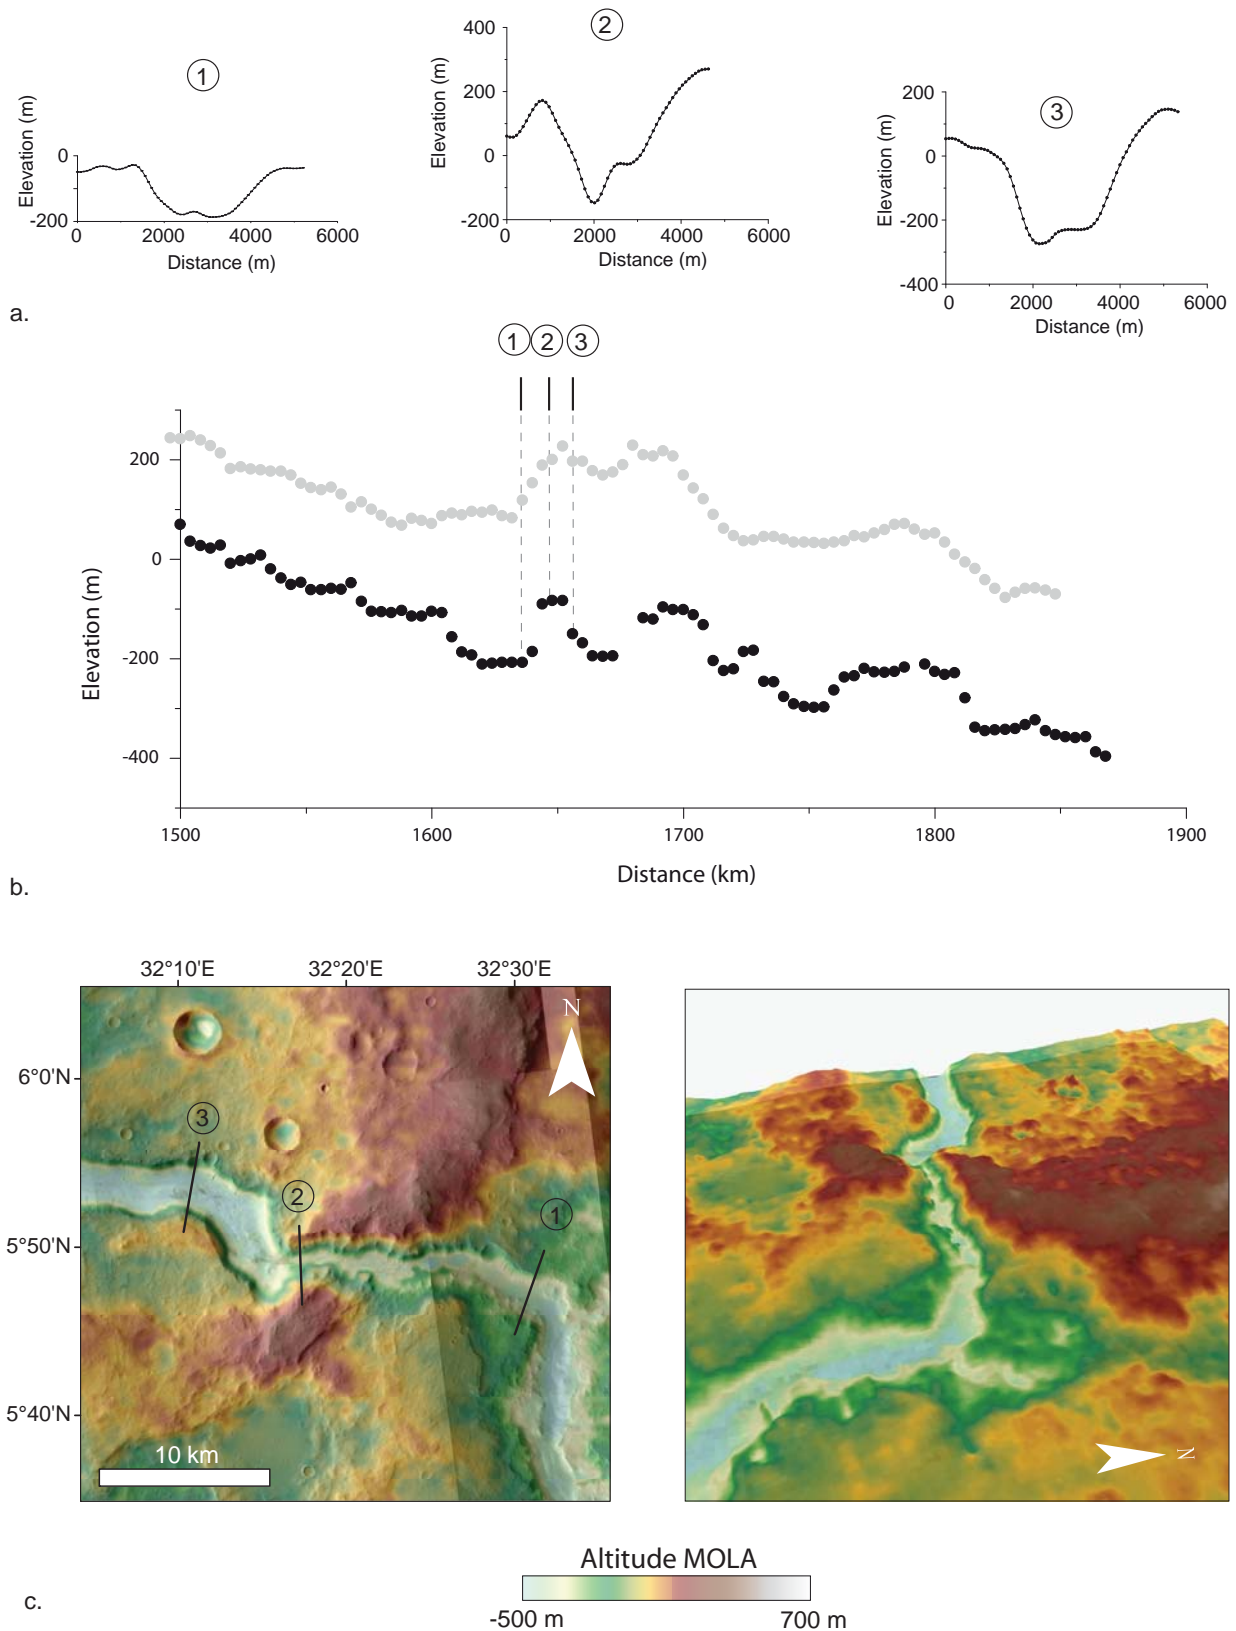 1
0
-200
Elevation (m)
0 2000 4000 6000
Distance (m)
2
400
200
0
-200
Elevation (m)
0 2000 4000 6000
Distance (m)
3
200
0
-200
-400
Elevation (m)
0 2000 4000 6000
Distance (m)
a.
1 2 3
200
0
-200
-400
Elevation (m)
1500 1600 1700 1800 1900
Distance (km)
b.
32°10'E 32°20'E 32°30'E
N
6°0'N
3
2
1
5°50'N
5°40'N
10 km
N
Altitude MOLA
-500 m 700 m
c.